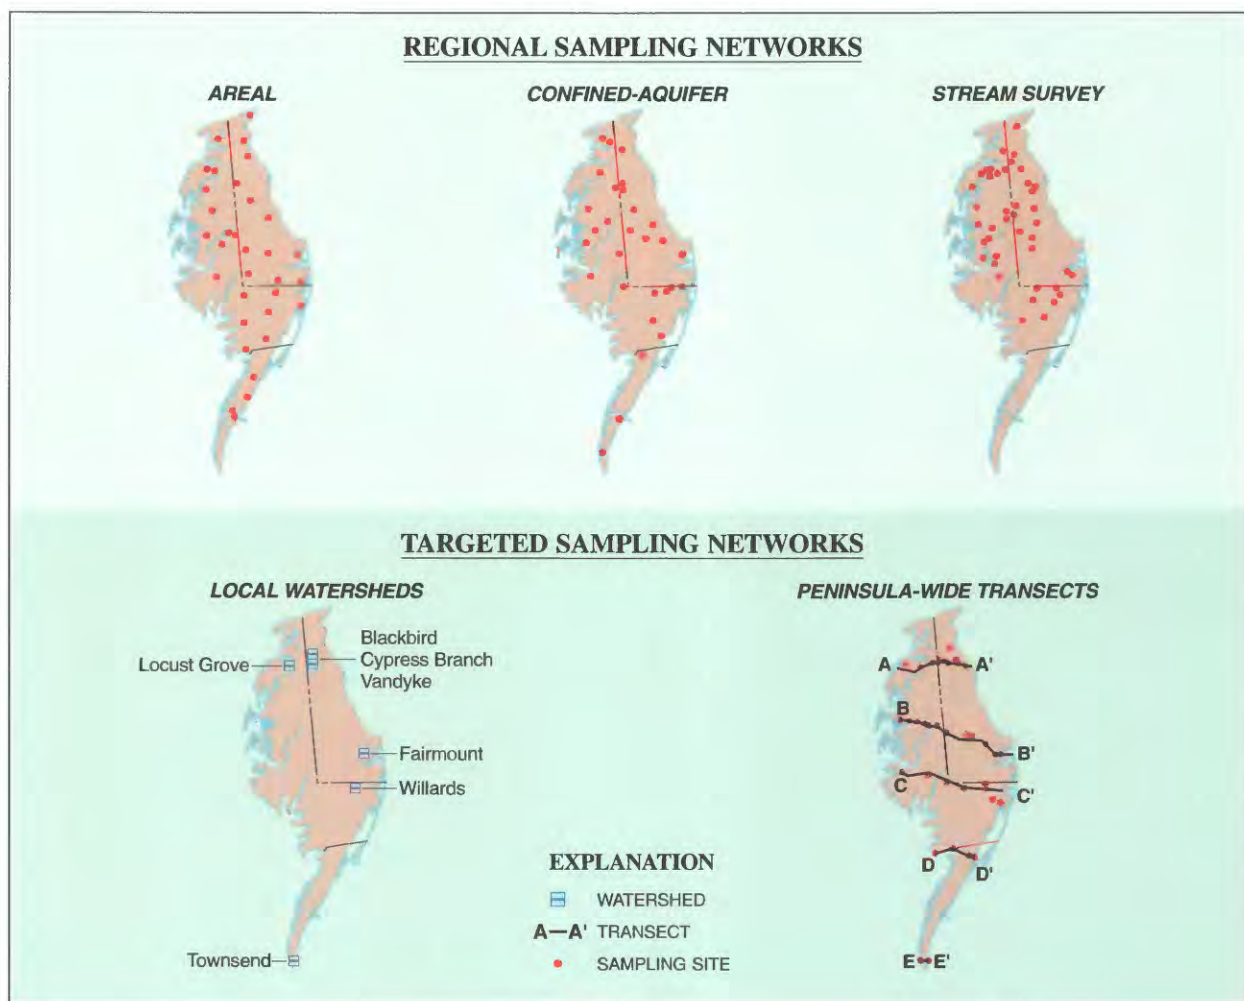 REGIONAL SAMPLING NETWORKS
AREAL
CONFINED-AQUIFER
STREAM SURVEY
TARGETED SAMPLING NETWORKS
LOCAL WATERSHEDS
PENINSULA-WIDE TRANSECTS
Locust Grove
Blackbird
Cypress Branch
Vandyke
Fairmount
Willards
Townsend
A
A'
B
B'
C
C'
D
D'
E
E'
EXPLANATION
WATERSHED
A—A' TRANSECT
SAMPLING SITE